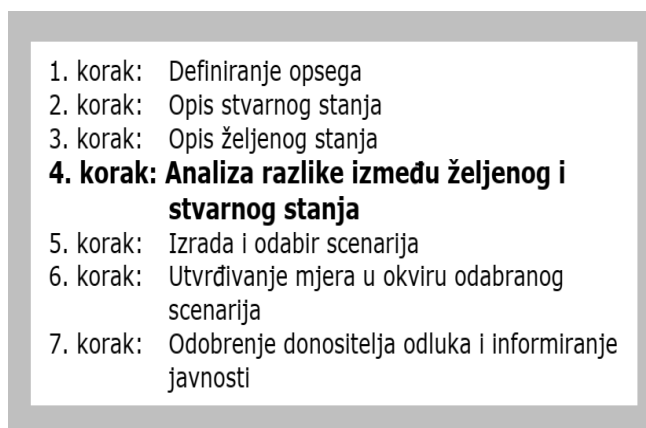 1. korak: Definiranje opsega
2. korak: Opis stvarnog stanja
3. korak: Opis željenog stanja
4. korak: Analiza razlike između željenog i
stvarnog stanja
5. korak: Izrada i odabir scenarija
6. korak: Utvrđivanje mjera u okviru odabranog
scenarija
7. korak: Odobrenje donositelja odluka i informiranje
javnosti